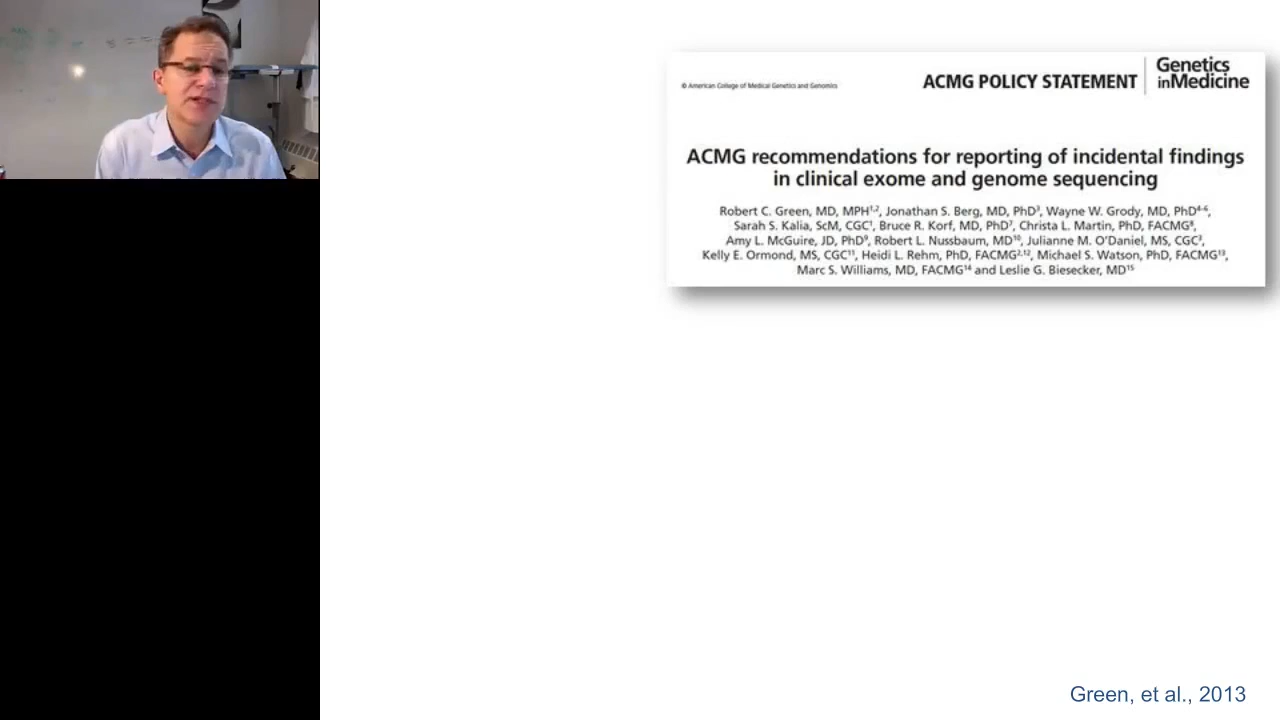 © American College of Medical Genetics and Genomics
ACMG POLICY STATEMENT
Genetics
inMedicine
ACMG recommendations for reporting of incidental findings
in clinical exome and genome sequencing
Robert C. Green, MD, MPH¹,², Jonathan S. Berg, MD, PhD³, Wayne W. Grody, MD, PhD⁴⁻⁶,
Sarah S. Kalia, ScM, CGC¹, Bruce R. Korf, MD, PhD⁷, Christa L. Martin, PhD, FACMG⁸,
Amy L. McGuire, JD, PhD⁹, Robert L. Nussbaum, MD¹⁰, Julianne M. O'Daniel, MS, CGC³,
Kelly E. Ormond, MS, CGC¹¹, Heidi L. Rehm, PhD, FACMG²,¹², Michael S. Watson, PhD, FACMG¹³,
Marc S. Williams, MD, FACMG¹⁴ and Leslie G. Biesecker, MD¹⁵
Green, et al., 2013